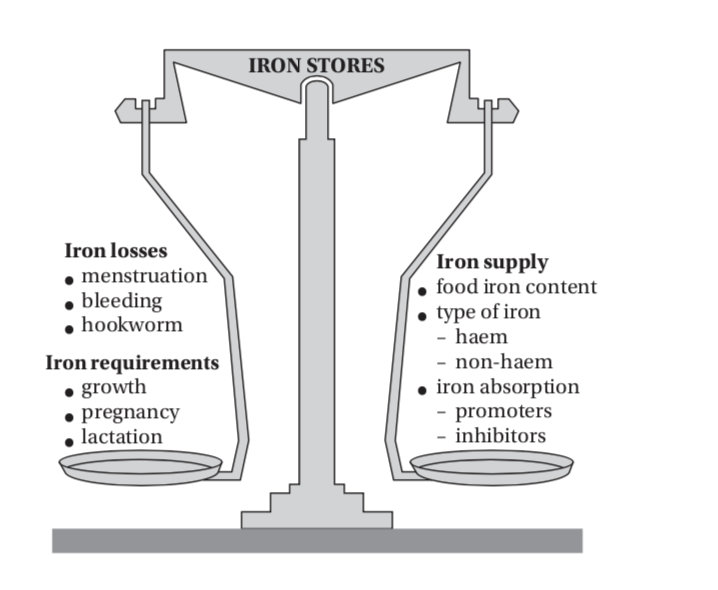 IRON STORES
Iron losses
• menstruation
• bleeding
• hookworm
Iron requirements
• growth
• pregnancy
• lactation
Iron supply
• food iron content
• type of iron
– haem
– non-haem
• iron absorption
– promoters
– inhibitors